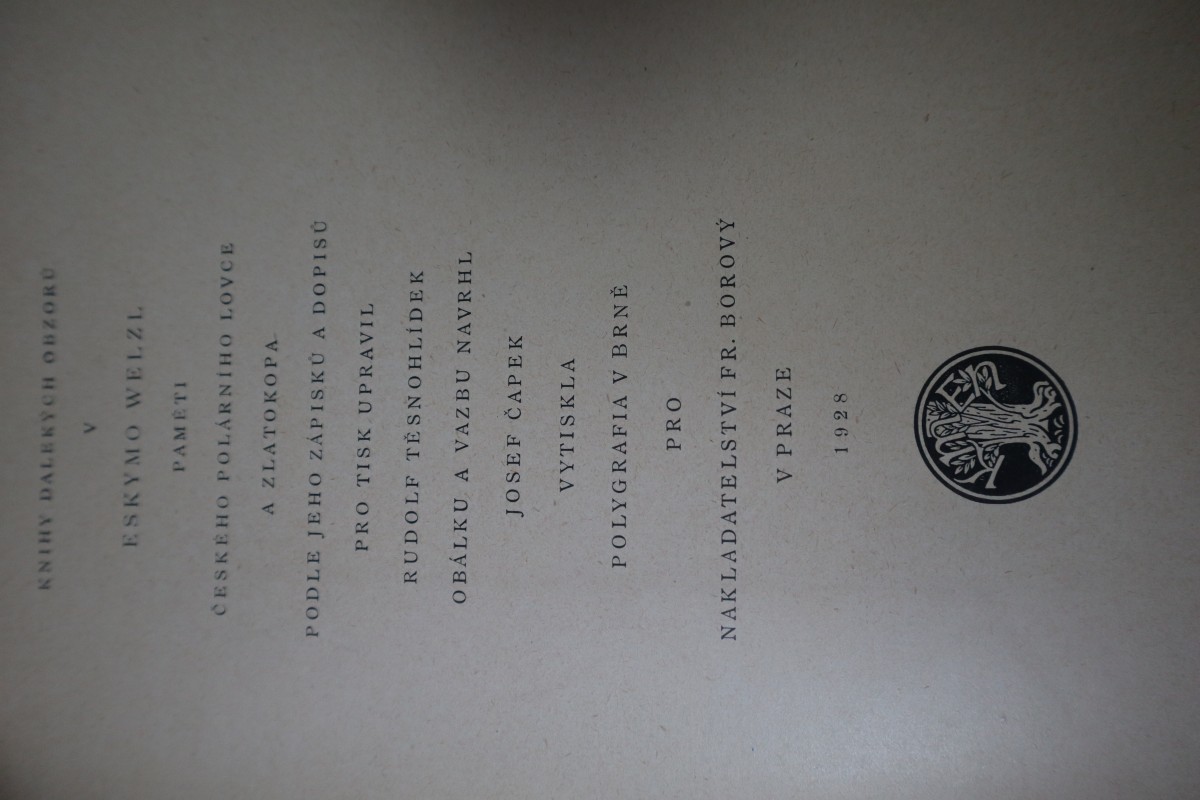 KNIHY DALEKÝCH OBZORŮ
V
ESKYMO WELZL
PAMĚTI
ČESKÉHO POLÁRNÍHO LOVCE
A ZLATOKOPA
PODLE JEHO ZÁPISKŮ A DOPISŮ
PRO TISK UPRAVIL
RUDOLF TĚSNOHLÍDEK
OBÁLKU A VAZBU NAVRHL
JOSEF ČAPEK
VYTISKLA
POLYGRAFIA V BRNĚ
PRO
NAKLADATELSTVÍ FR. BOROVÝ
V PRAZE
1928